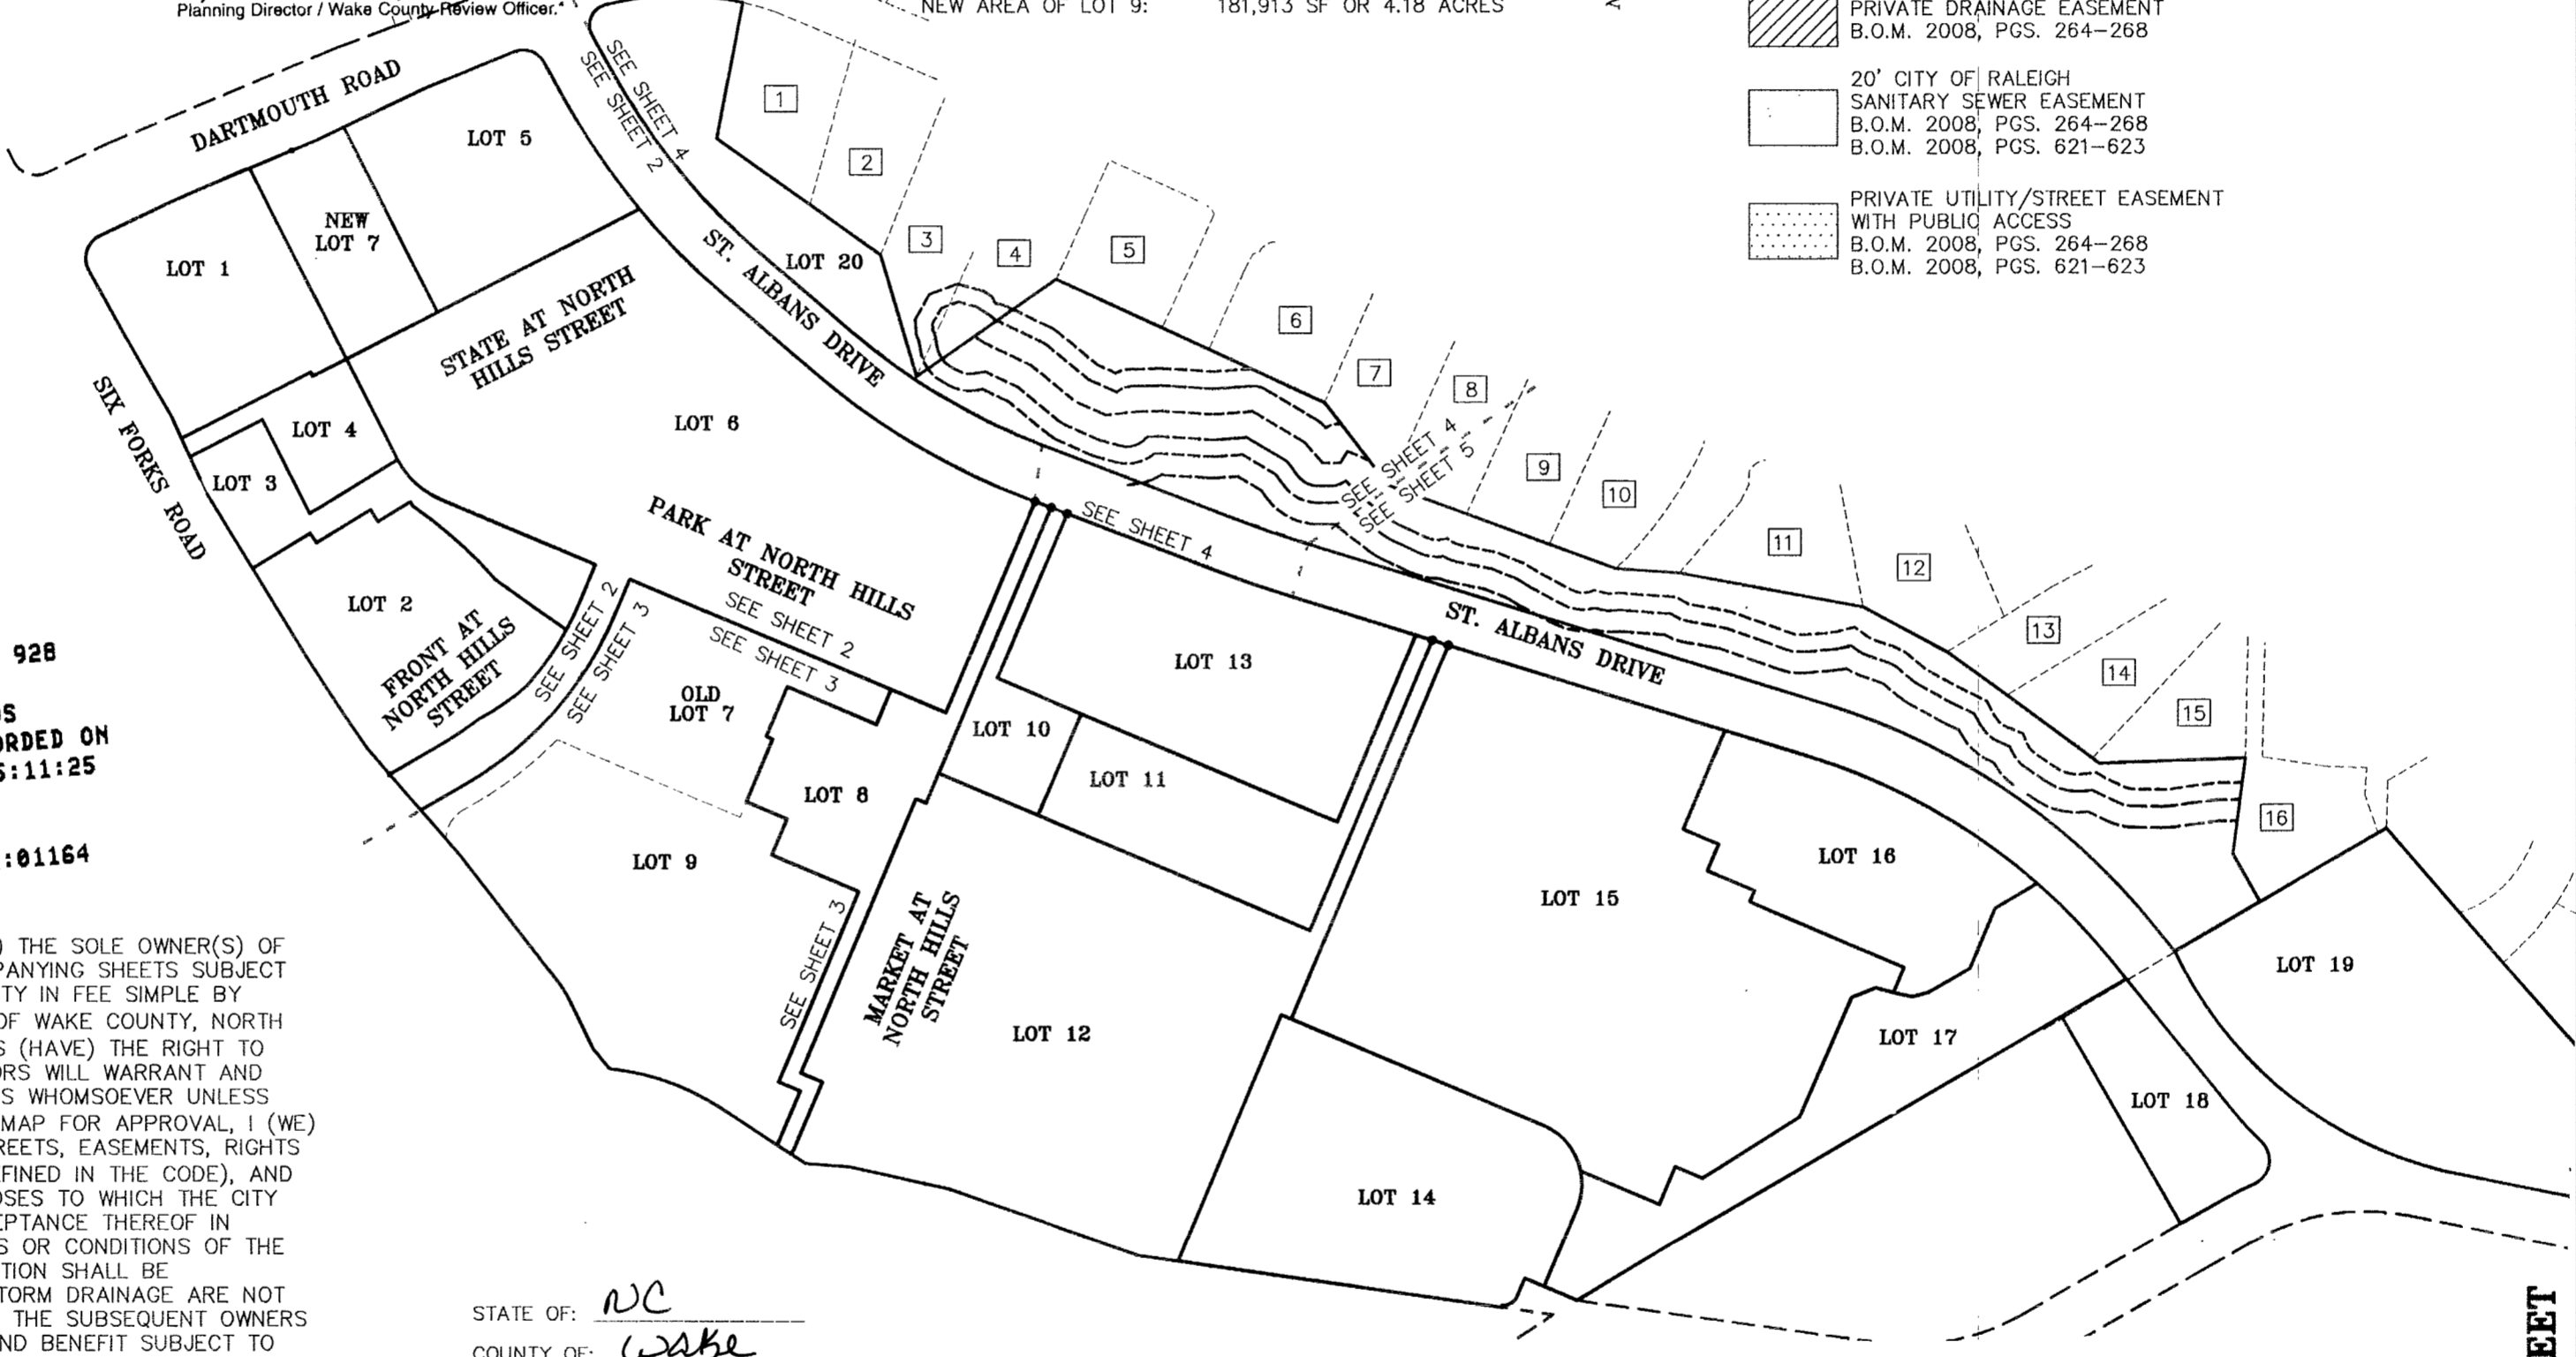 Planning Director / Wake County Review Officer."
NEW AREA OF LOT 9: 181,913 SF OR 4.18 ACRES
PRIVATE DRAINAGE EASEMENT
B.O.M. 2008, PGS. 264-268
20' CITY OF RALEIGH
SANITARY SEWER EASEMENT
B.O.M. 2008, PGS. 264-268
B.O.M. 2008, PGS. 621-623
PRIVATE UTILITY/STREET EASEMENT
WITH PUBLIC ACCESS
B.O.M. 2008, PGS. 264-268
B.O.M. 2008, PGS. 621-623
DARTMOUTH ROAD
SEE SHEET 4
SEE SHEET 2
LOT 5
LOT 1
NEW
LOT 7
1
2
3
4
5
6
7
8
9
10
11
12
13
14
15
16
LOT 20
ST. ALBANS DRIVE
STATE AT NORTH
HILLS STREET
SIX FORKS ROAD
LOT 4
LOT 3
LOT 6
LOT 2
PARK AT NORTH HILLS
STREET
SEE SHEET 2
SEE SHEET 3
SEE SHEET 4
SEE SHEET 4
SEE SHEET 5
FRONT AT
NORTH HILLS
STREET
SEE SHEET 2
SEE SHEET 3
OLD
LOT 7
LOT 13
ST. ALBANS DRIVE
LOT 10
LOT 11
LOT 8
LOT 9
LOT 16
LOT 15
MARKET AT
NORTH HILLS
STREET
SEE SHEET 3
LOT 12
LOT 19
LOT 17
LOT 18
LOT 14
928
ORDED ON
:11:25
:01164
THE SOLE OWNER(S) OF
PANYING SHEETS SUBJECT
TY IN FEE SIMPLE BY
OF WAKE COUNTY, NORTH
S (HAVE) THE RIGHT TO
ORS WILL WARRANT AND
S WHOMSOEVER UNLESS
MAP FOR APPROVAL, I (WE)
REETS, EASEMENTS, RIGHTS
EFINED IN THE CODE), AND
OSES TO WHICH THE CITY
EPTANCE THEREOF IN
S OR CONDITIONS OF THE
TION SHALL BE
TORM DRAINAGE ARE NOT
THE SUBSEQUENT OWNERS
ND BENEFIT SUBJECT TO
STATE OF: NC
COUNTY OF: Wake
EET